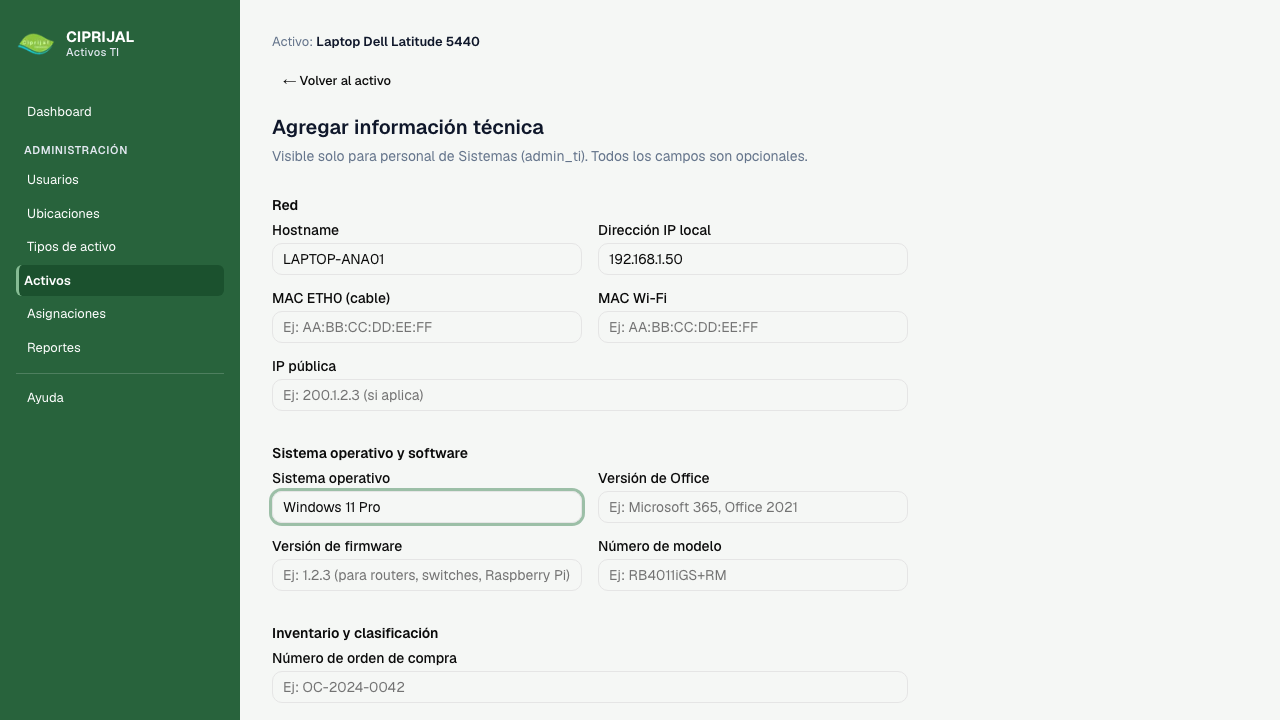 Ciprijal
CIPRIJAL
Activos TI
Dashboard
ADMINISTRACIÓN
Usuarios
Ubicaciones
Tipos de activo
Activos
Asignaciones
Reportes
Ayuda
Activo: Laptop Dell Latitude 5440
← Volver al activo
Agregar información técnica
Visible solo para personal de Sistemas (admin_ti). Todos los campos son opcionales.
Red
Hostname
Dirección IP local
LAPTOP-ANA01
192.168.1.50
MAC ETH0 (cable)
MAC Wi-Fi
Ej: AA:BB:CC:DD:EE:FF
Ej: AA:BB:CC:DD:EE:FF
IP pública
Ej: 200.1.2.3 (si aplica)
Sistema operativo y software
Sistema operativo
Versión de Office
Windows 11 Pro
Ej: Microsoft 365, Office 2021
Versión de firmware
Número de modelo
Ej: 1.2.3 (para routers, switches, Raspberry Pi)
Ej: RB4011iGS+RM
Inventario y clasificación
Número de orden de compra
Ej: OC-2024-0042